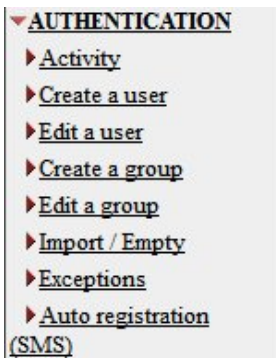 AUTHENTICATION
Activity
Create a user
Edit a user
Create a group
Edit a group
Import / Empty
Exceptions
Auto registration
(SMS)